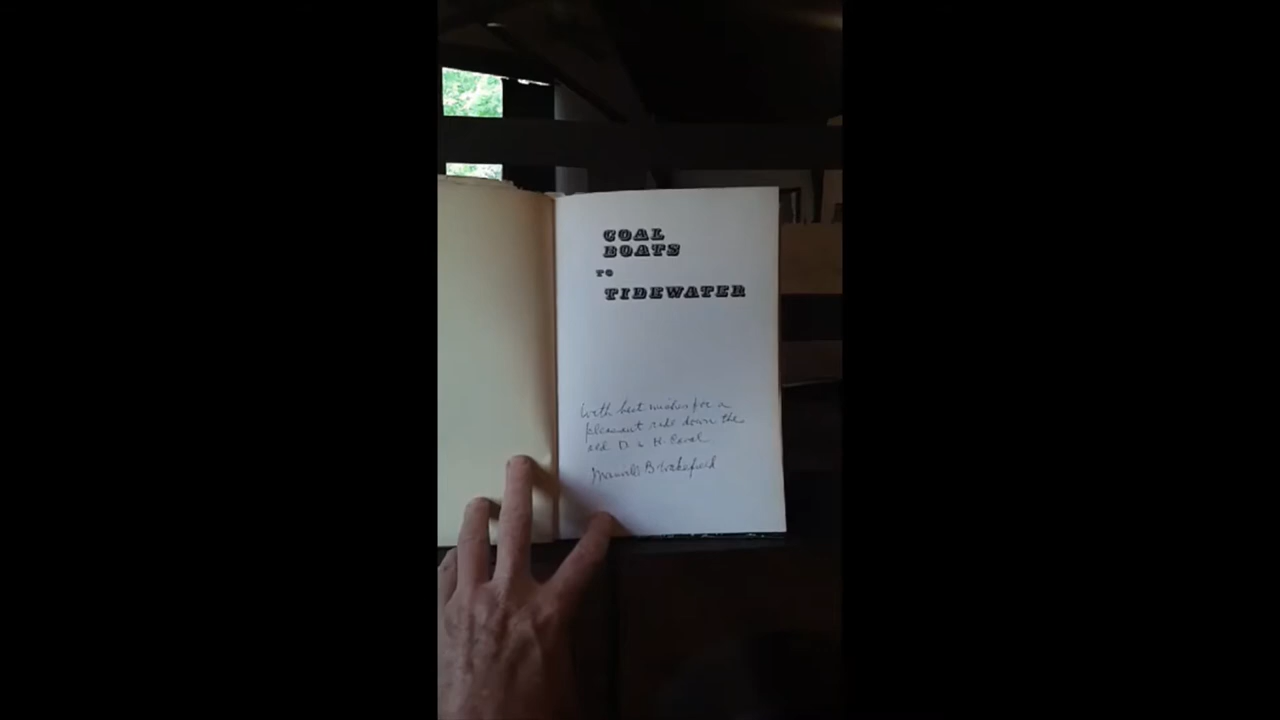 COAL
BOATS
TO
TIDEWATER
With best wishes for a
pleasant ride down the
old D & H. Canal
Manville B Wakefield